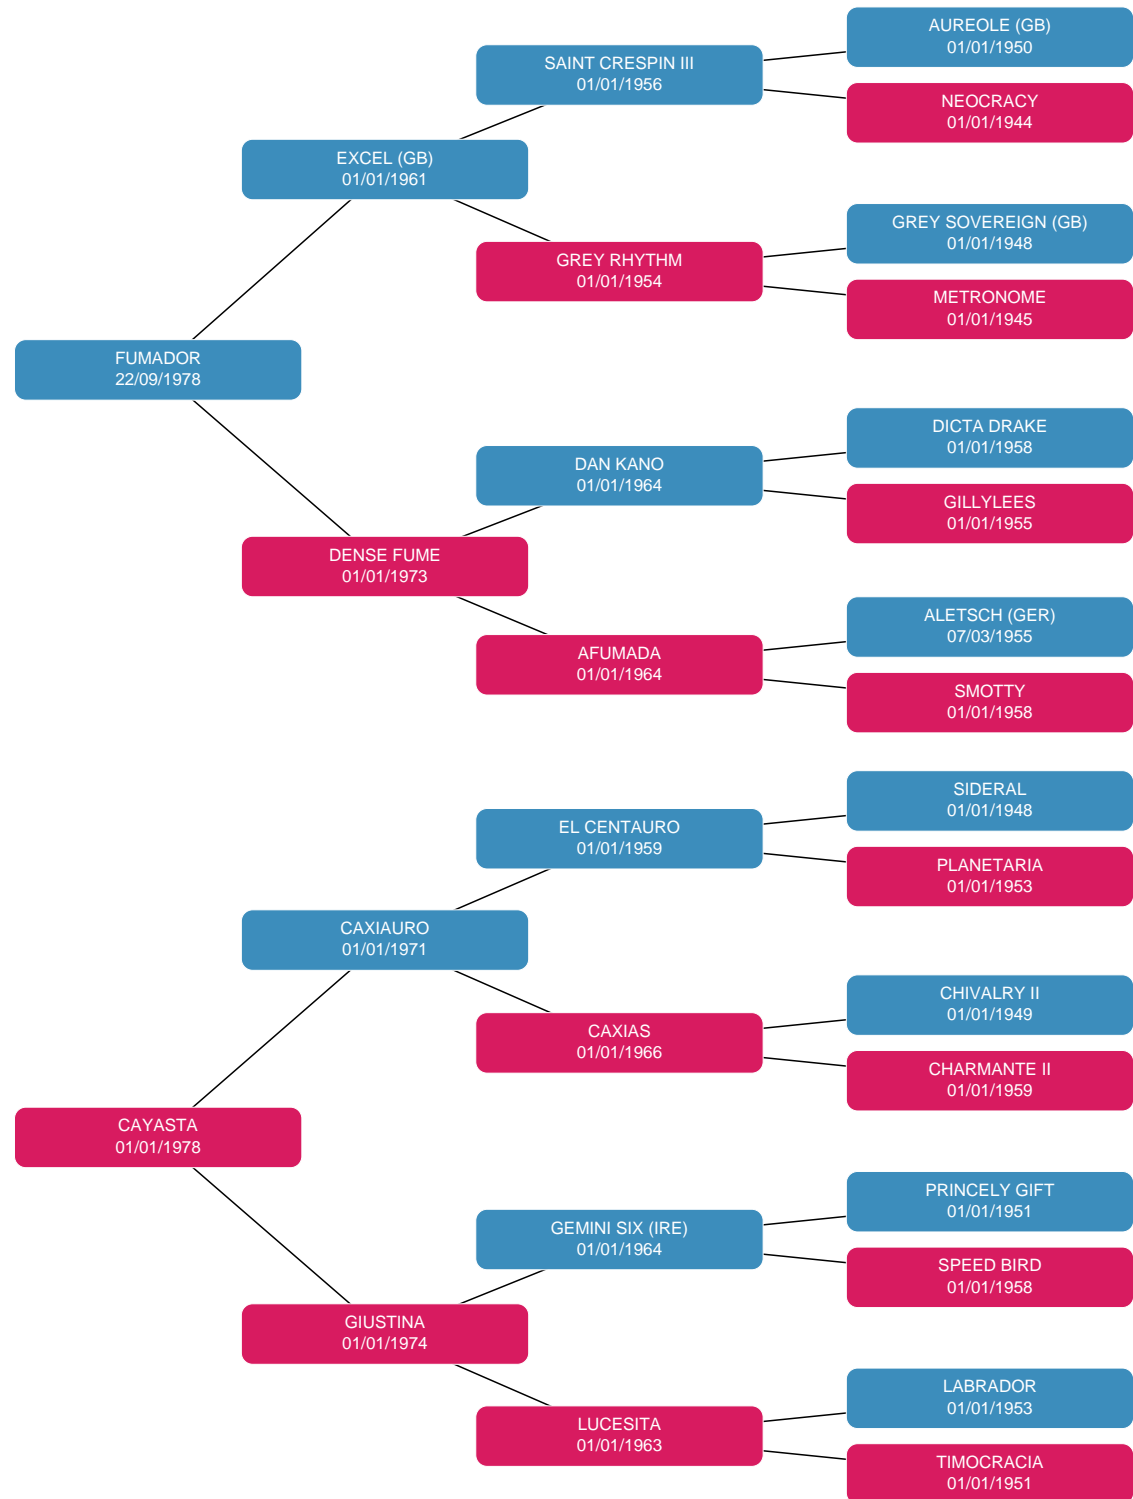 AUREOLE (GB)
01/01/1950
SAINT CRESPIN III
01/01/1956
NEOCRACY
01/01/1944
EXCEL (GB)
01/01/1961
GREY SOVEREIGN (GB)
01/01/1948
GREY RHYTHM
01/01/1954
METRONOME
01/01/1945
FUMADOR
22/09/1978
DICTA DRAKE
01/01/1958
DAN KANO
01/01/1964
GILLYLEES
01/01/1955
DENSE FUME
01/01/1973
ALETSCH (GER)
07/03/1955
AFUMADA
01/01/1964
SMOTTY
01/01/1958
SIDERAL
01/01/1948
EL CENTAURO
01/01/1959
PLANETARIA
01/01/1953
CAXIAURO
01/01/1971
CHIVALRY II
01/01/1949
CAXIAS
01/01/1966
CHARMANTE II
01/01/1959
CAYASTA
01/01/1978
PRINCELY GIFT
01/01/1951
GEMINI SIX (IRE)
01/01/1964
SPEED BIRD
01/01/1958
GIUSTINA
01/01/1974
LABRADOR
01/01/1953
LUCESITA
01/01/1963
TIMOCRACIA
01/01/1951